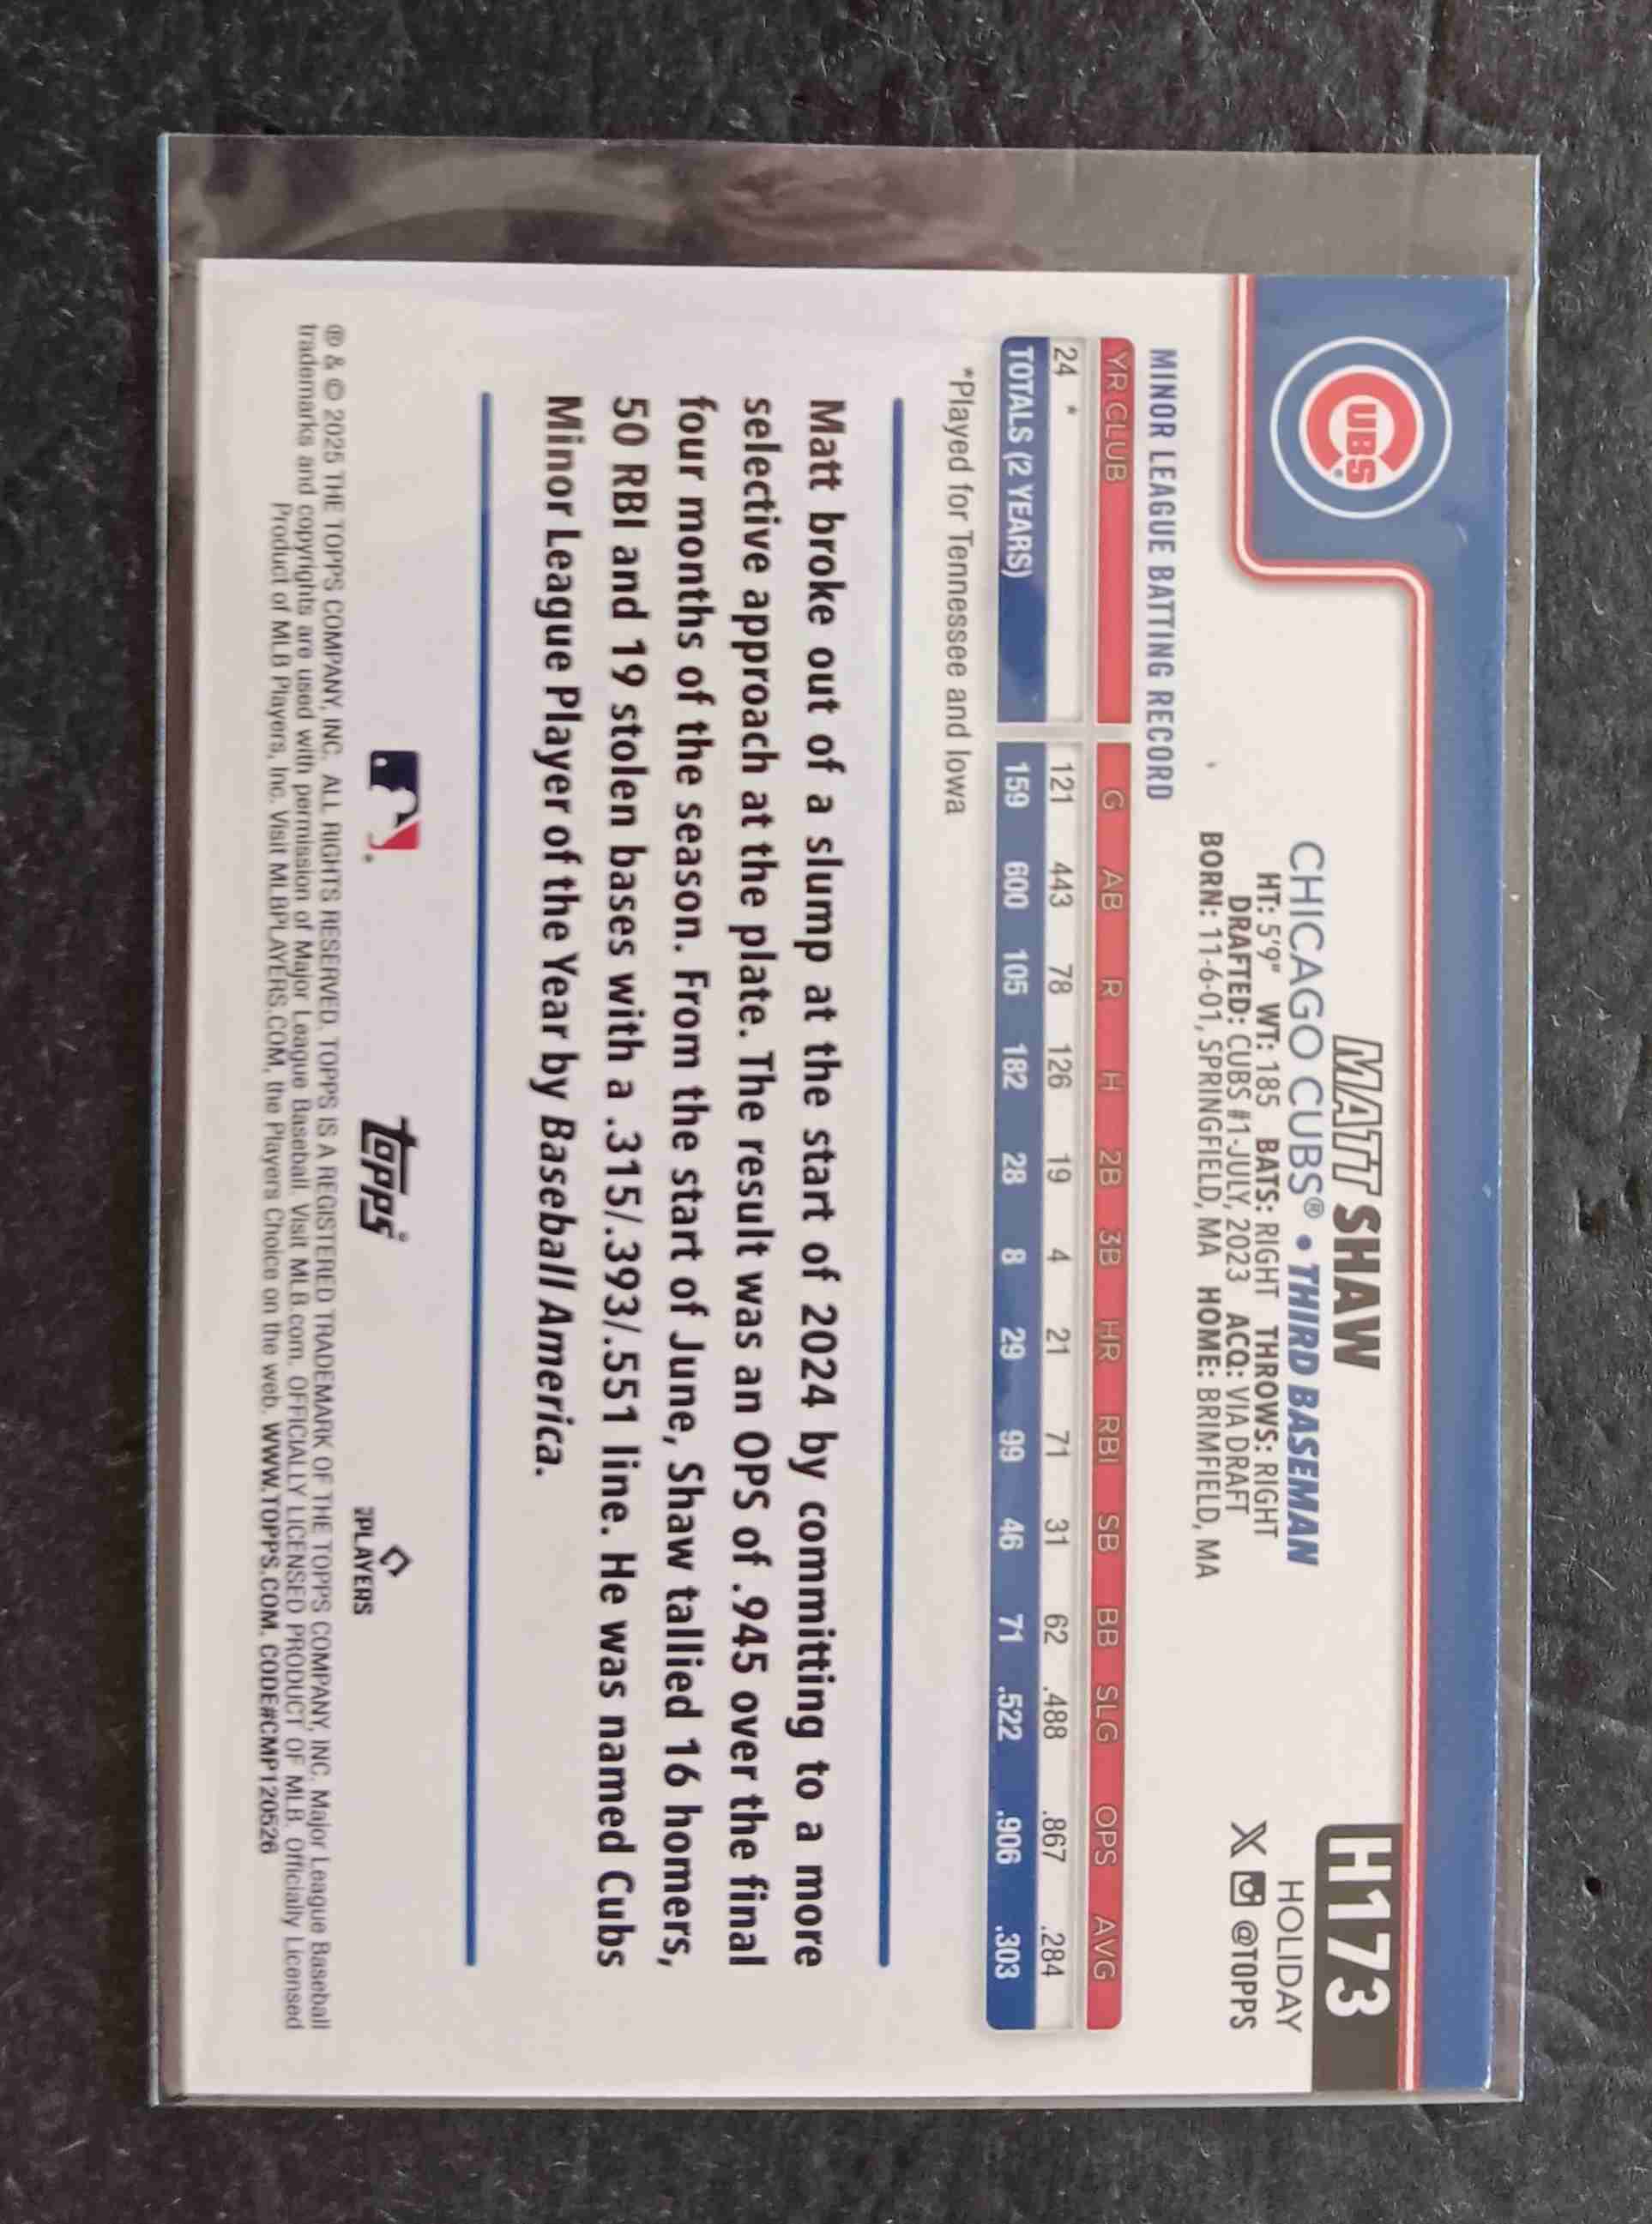 CUBS
MATT SHAW
CHICAGO CUBS® • THIRD BASEMAN
HT: 5'9" WT: 185 BATS: RIGHT THROWS: RIGHT
DRAFTED: CUBS #1-JULY, 2023 ACQ: VIA DRAFT
BORN: 11-6-01, SPRINGFIELD, MA HOME: BRIMFIELD, MA
H173
HOLIDAY
X @TOPPS
MINOR LEAGUE BATTING RECORD
YR CLUB G AB R H 2B 3B HR RBI SB BB SLG OPS AVG
24 * 121 443 78 126 19 4 21 71 31 62 .488 .867 .284
TOTALS (2 YEARS) 159 600 105 182 28 8 29 99 46 71 .522 .906 .303
*Played for Tennessee and Iowa
Matt broke out of a slump at the start of 2024 by committing to a more
selective approach at the plate. The result was an OPS of .945 over the final
four months of the season. From the start of June, Shaw tallied 16 homers,
50 RBI and 19 stolen bases with a .315/.393/.551 line. He was named Cubs
Minor League Player of the Year by Baseball America.
topps®
PLAYERS
® & © 2025 THE TOPPS COMPANY, INC. ALL RIGHTS RESERVED. TOPPS IS A REGISTERED TRADEMARK OF THE TOPPS COMPANY, INC. Major League Baseball
trademarks and copyrights are used with permission of Major League Baseball. Visit MLB.com. OFFICIALLY LICENSED PRODUCT OF MLB. Officially Licensed
Product of MLB Players, Inc. Visit MLBPLAYERS.COM, the Players Choice on the web. WWW.TOPPS.COM. CODE#CMP120526